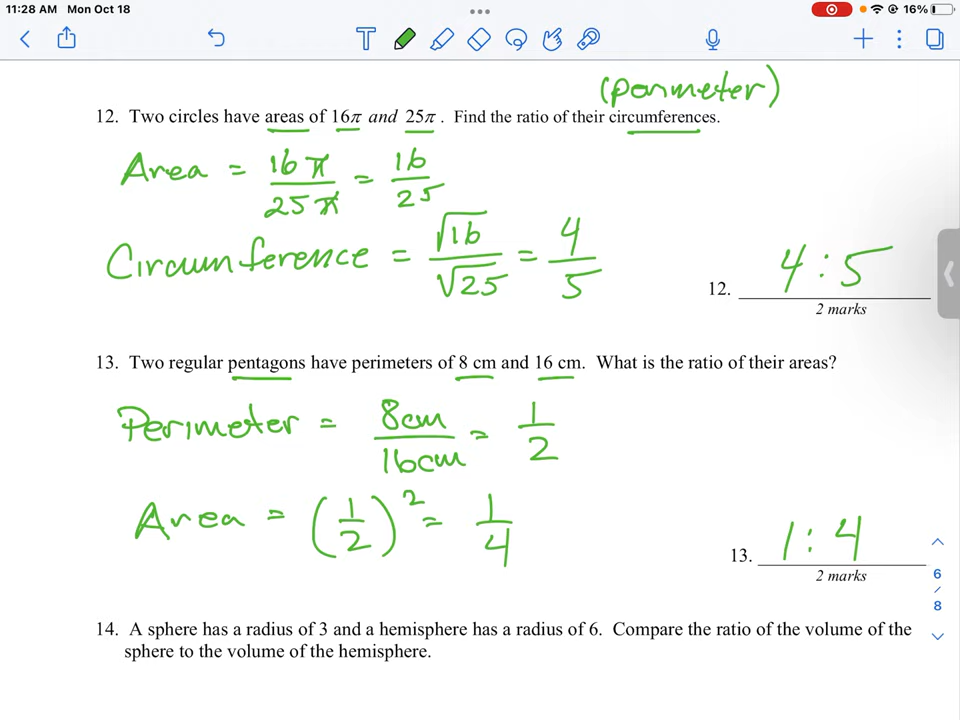 11:28 AM Mon Oct 18
16%
T
(perimeter)
12. Two circles have areas of 16π and 25π. Find the ratio of their circumferences.
Area = 16π/25π = 16/25
Circumference = √16/√25 = 4/5
4:5
12.
2 marks
13. Two regular pentagons have perimeters of 8 cm and 16 cm. What is the ratio of their areas?
Perimeter = 8cm/16cm = 1/2
Area = (1/2)² = 1/4
1:4
13.
2 marks
6
/
8
14. A sphere has a radius of 3 and a hemisphere has a radius of 6. Compare the ratio of the volume of the
sphere to the volume of the hemisphere.